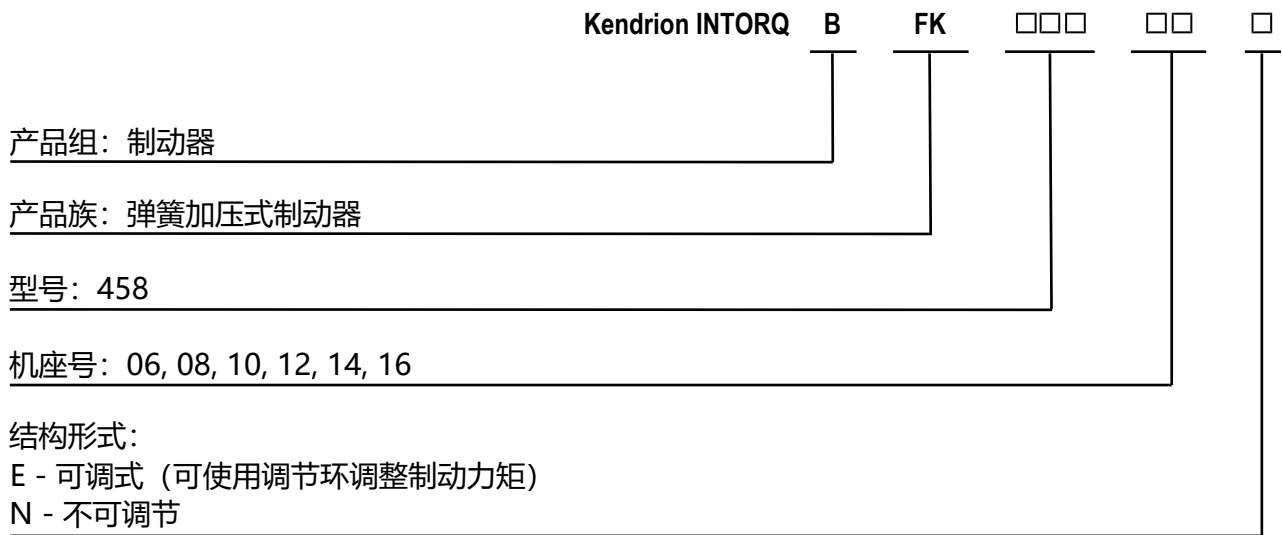 Kendrion INTORQ B FK □□□ □□ □
产品组：制动器
产品族：弹簧加压式制动器
型号：458
机座号：06, 08, 10, 12, 14, 16
结构形式：
E - 可调式（可使用调节环调整制动力矩）
N - 不可调节